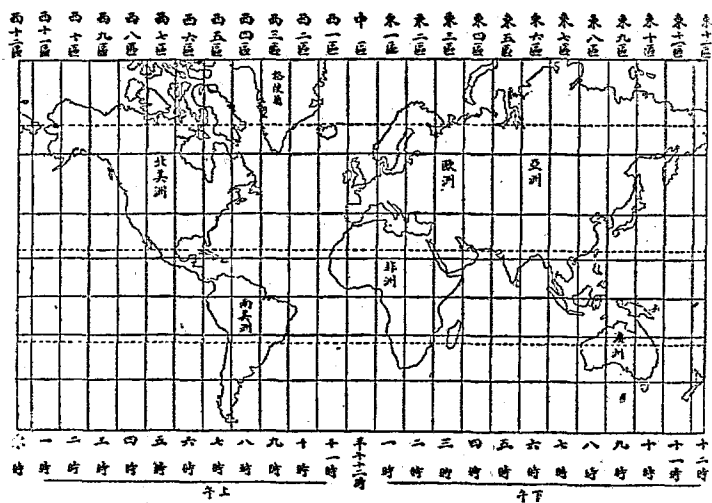 西十二區 西十一區 西十區 西九區 西八區 西七區 西六區 西五區 西四區 西三區 西二區 西一區 中區 東一區 東二區 東三區 東四區 東五區 東六區 東七區 東八區 東九區 東十區 東十一區 東十二區
格陵蘭
北美洲
歐洲
亞洲
非洲
南美洲
澳洲
時 一時 二時 三時 四時 五時 六時 七時 八時 九時 十時 十一時 平午十二時 一時 二時 三時 四時 五時 六時 七時 八時 九時 十時 十一時 十二時
午上
午下